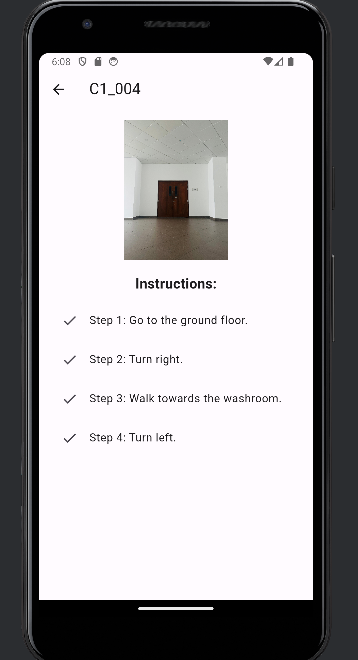 6:08
C1_004
Instructions:
Step 1: Go to the ground floor.
Step 2: Turn right.
Step 3: Walk towards the washroom.
Step 4: Turn left.